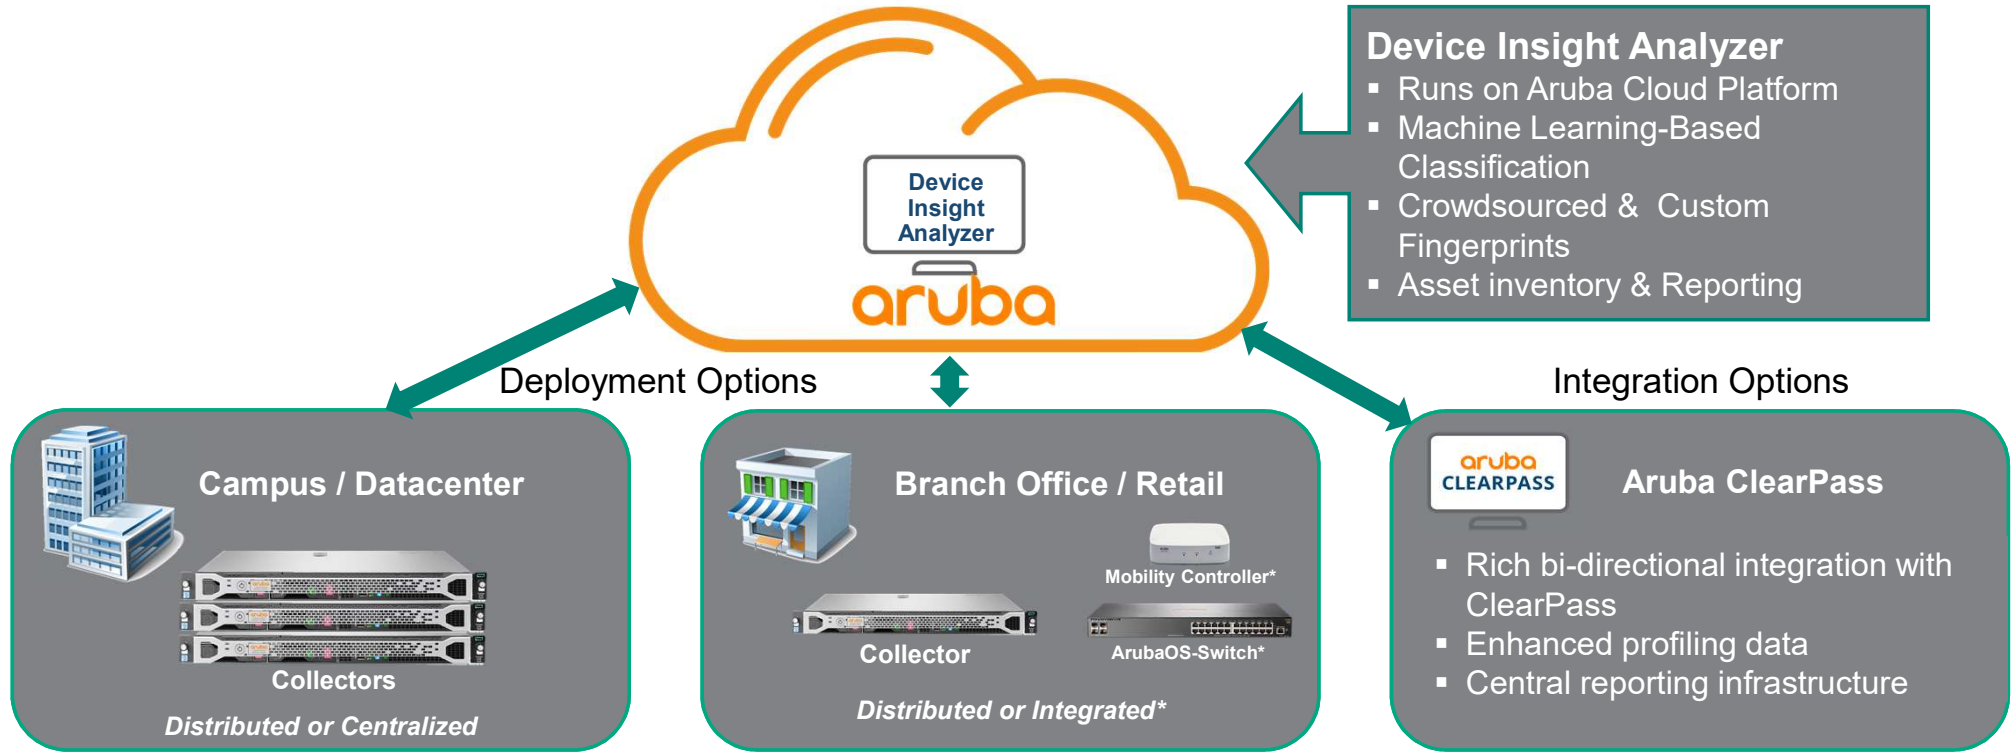 Device Insight Analyzer
▪ Runs on Aruba Cloud Platform
▪ Machine Learning-Based
Classification
▪ Crowdsourced & Custom
Fingerprints
▪ Asset inventory & Reporting
Device
Insight
Analyzer
aruba
Deployment Options
Integration Options
Campus / Datacenter
aruba
aruba
aruba
Collectors
Distributed or Centralized
Branch Office / Retail
Mobility Controller*
Collector
ArubaOS-Switch*
Distributed or Integrated*
aruba
CLEARPASS
Aruba ClearPass
▪ Rich bi-directional integration with
ClearPass
▪ Enhanced profiling data
▪ Central reporting infrastructure